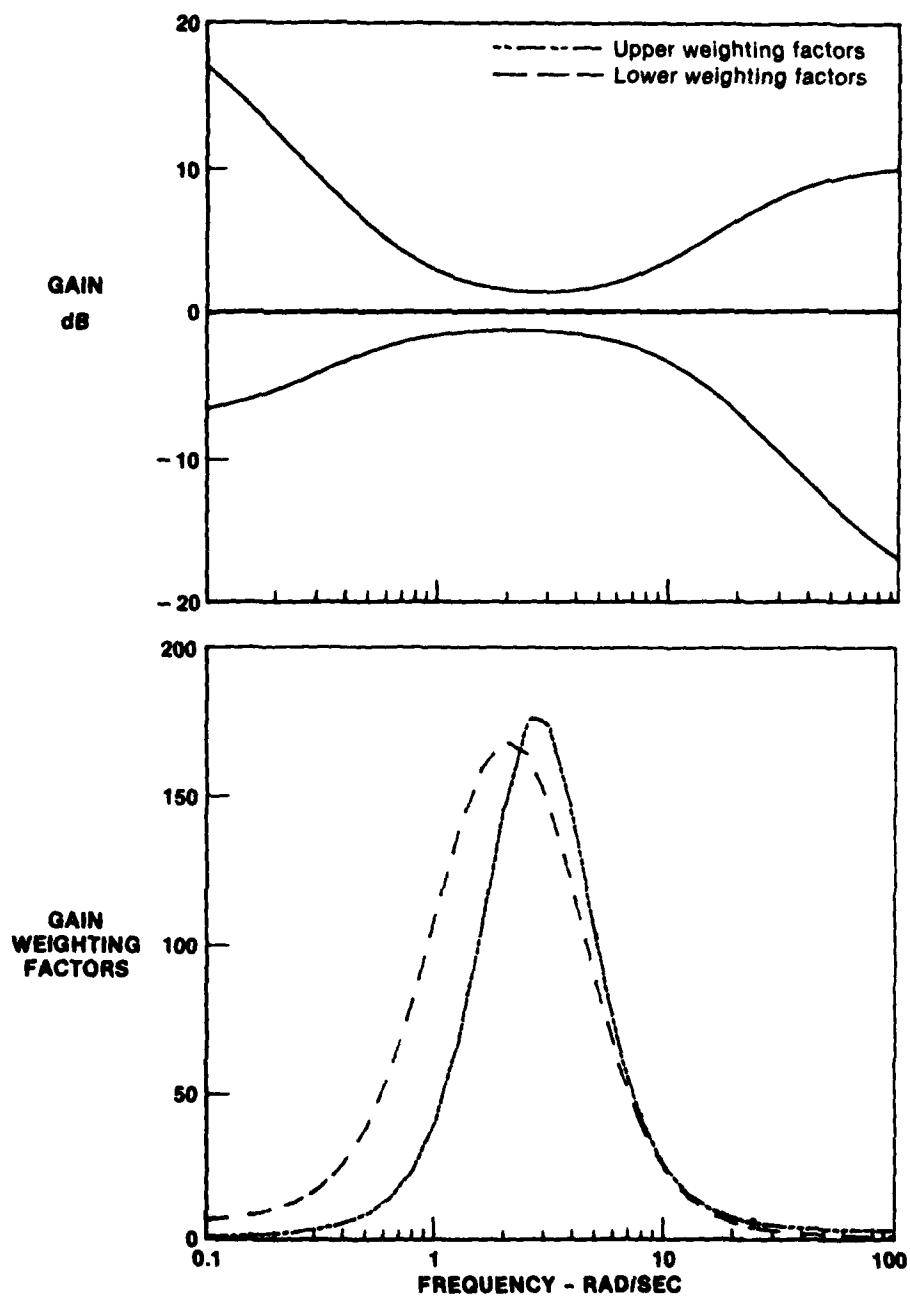 20
Upper weighting factors
Lower weighting factors
10
GAIN
dB
0
- 10
- 20
200
150
GAIN
WEIGHTING
FACTORS
100
50
0
0.1 1 10 100
FREQUENCY - RAD/SEC